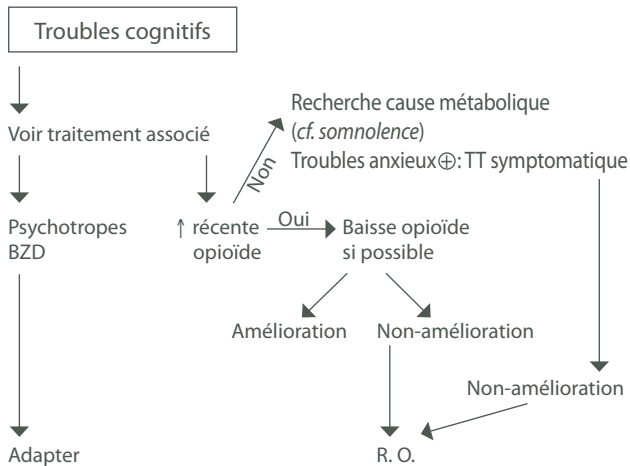 Troubles cognitifs
Recherche cause métabolique
(cf. somnolence)
Troubles anxieux⊕: TT symptomatique
Voir traitement associé
Non
Psychotropes
BZD
↑ récente
opioïde
Oui
Baisse opioïde
si possible
Amélioration
Non-amélioration
Non-amélioration
Adapter
R. O.